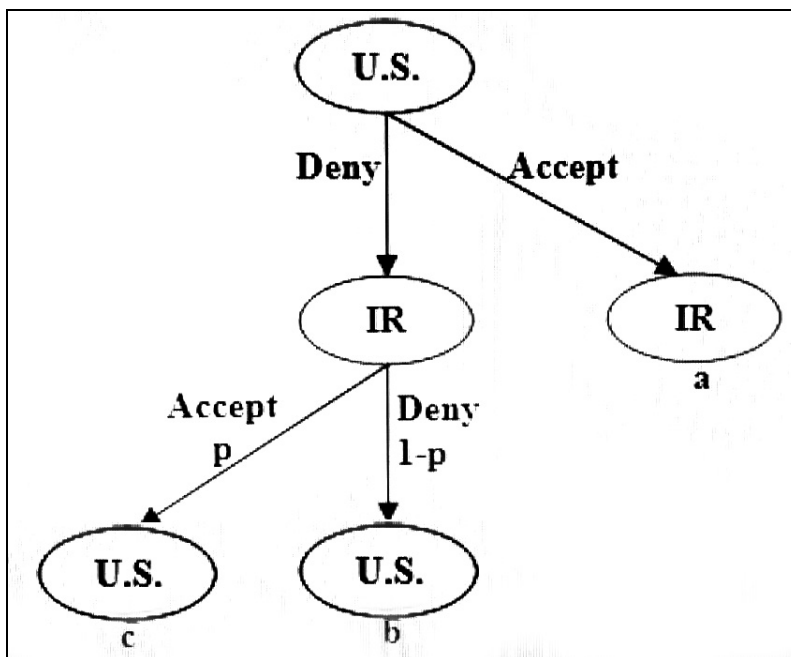 U.S.
Deny
Accept
IR
IR
a
Accept
p
Deny
1-p
U.S.
c
U.S.
b